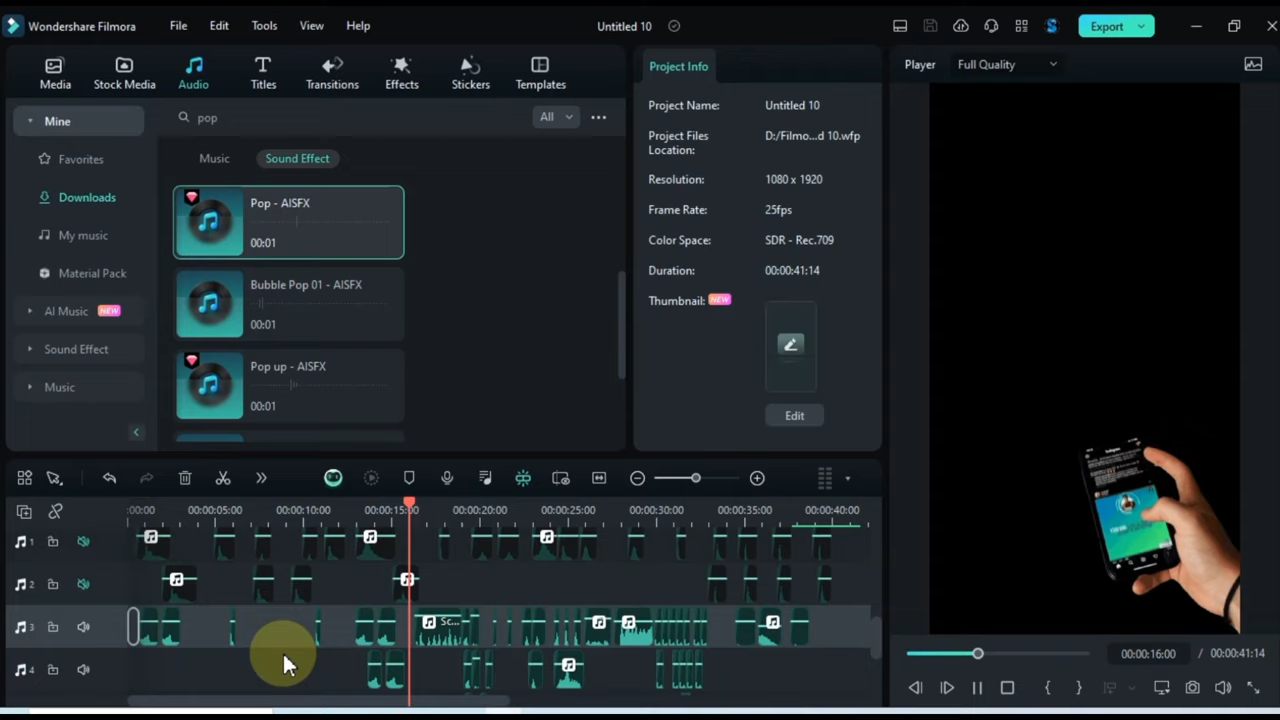 Wondershare Filmora
File
Edit
Tools
View
Help
Untitled 10
Export
Media
Stock Media
Audio
Titles
Transitions
Effects
Stickers
Templates
Mine
Favorites
Downloads
My music
Material Pack
AI Music NEW
Sound Effect
Music
pop
All
Music
Sound Effect
Pop - AISFX
00:01
Bubble Pop 01 - AISFX
00:01
Pop up - AISFX
00:01
Project Info
Project Name: Untitled 10
Project Files Location: D:/Filmo...d 10.wfp
Resolution: 1080 x 1920
Frame Rate: 25fps
Color Space: SDR - Rec.709
Duration: 00:00:41:14
Thumbnail: NEW
Edit
Player
Full Quality
00:00:16:00 / 00:00:41:14
:00:00 00:00:05:00 00:00:10:00 00:00:15:00 00:00:20:00 00:00:25:00 00:00:30:00 00:00:35:00 00:00:40:00
1
2
3
Sc...
4